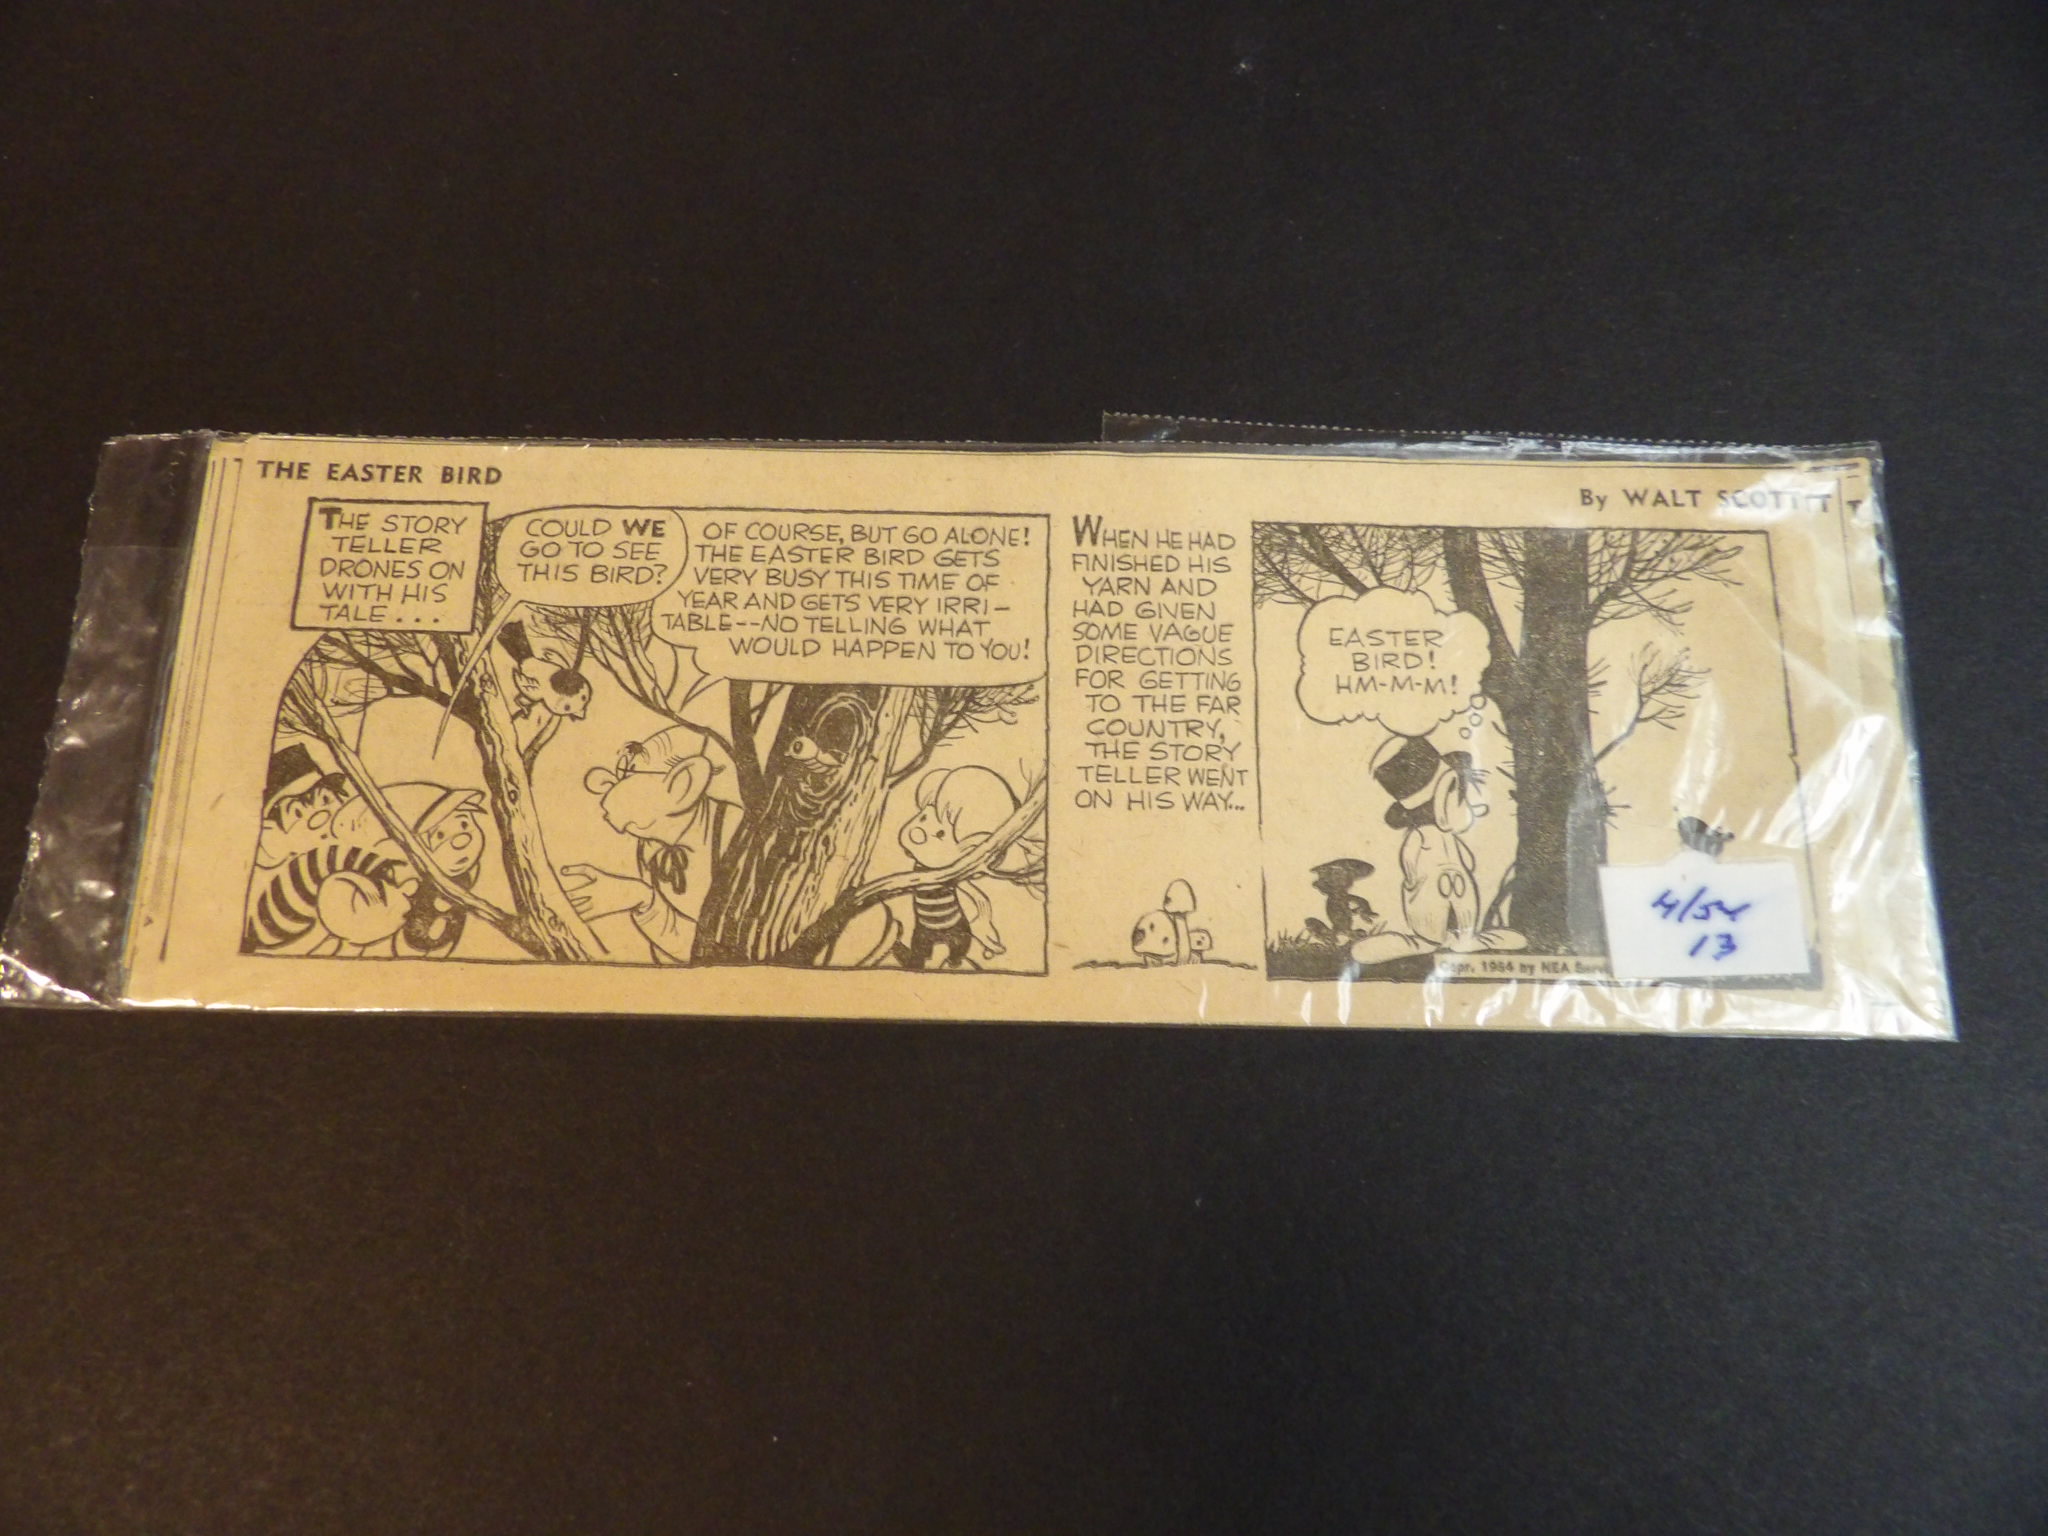 THE EASTER BIRD
By WALT SCOTT
THE STORY
TELLER
DRONES ON
WITH HIS
TALE . . .
COULD WE
GO TO SEE
THIS BIRD?
OF COURSE, BUT GO ALONE!
THE EASTER BIRD GETS
VERY BUSY THIS TIME OF
YEAR AND GETS VERY IRRI-
TABLE--NO TELLING WHAT
WOULD HAPPEN TO YOU!
WHEN HE HAD
FINISHED HIS
YARN AND
HAD GIVEN
SOME VAGUE
DIRECTIONS
FOR GETTING
TO THE FAR
COUNTRY,
THE STORY
TELLER WENT
ON HIS WAY...
EASTER
BIRD!
HM-M-M!
Copr. 1954 by NEA
4/54
13